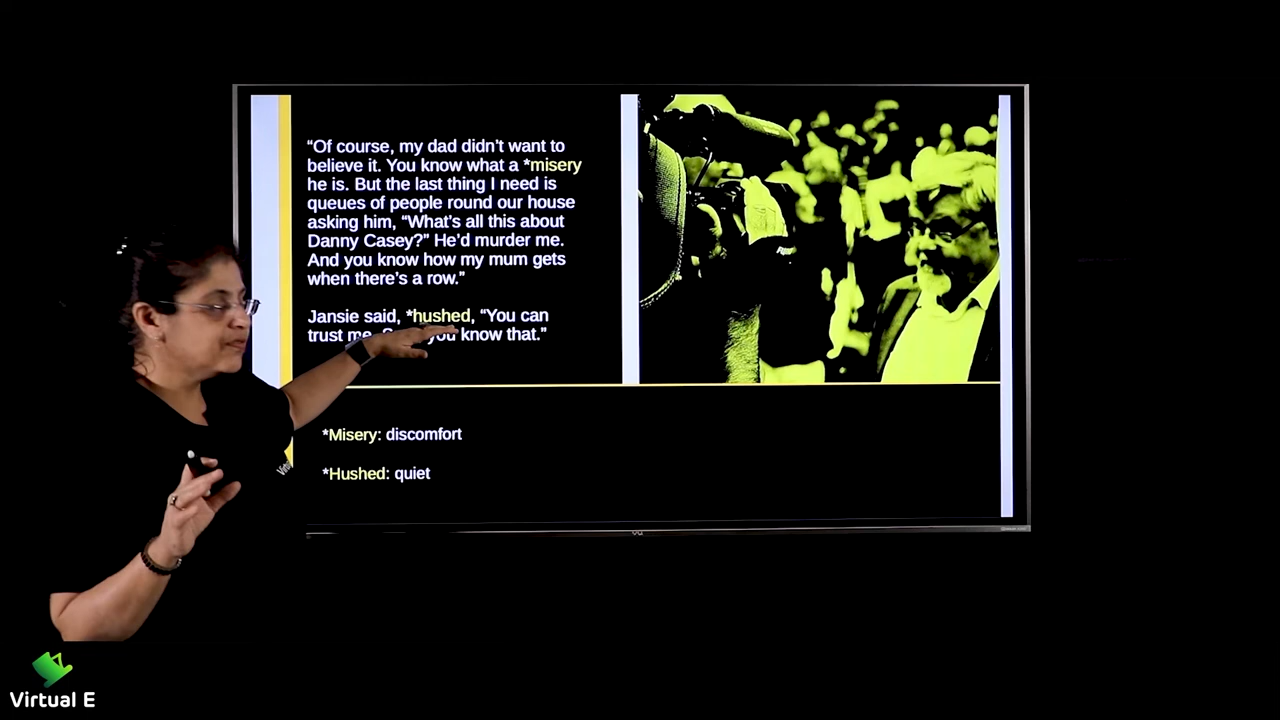 “Of course, my dad didn’t want to
believe it. You know what a *misery
he is. But the last thing I need is
queues of people round our house
asking him, “What’s all this about
Danny Casey?” He’d murder me.
And you know how my mum gets
when there’s a row.”
Jansie said, *hushed, “You can
trust me, you know that.”
*Misery: discomfort
*Hushed: quiet
Virtual E